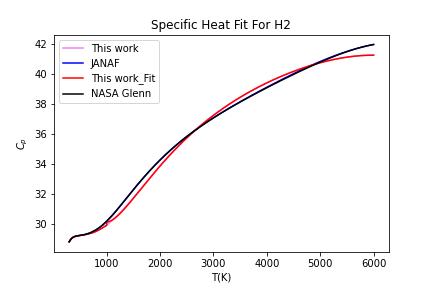 Specific Heat Fit For H2
This work
JANAF
This work_Fit
NASA Glenn
42
40
38
36
34
32
30
C_p
1000
2000
3000
4000
5000
6000
T(K)